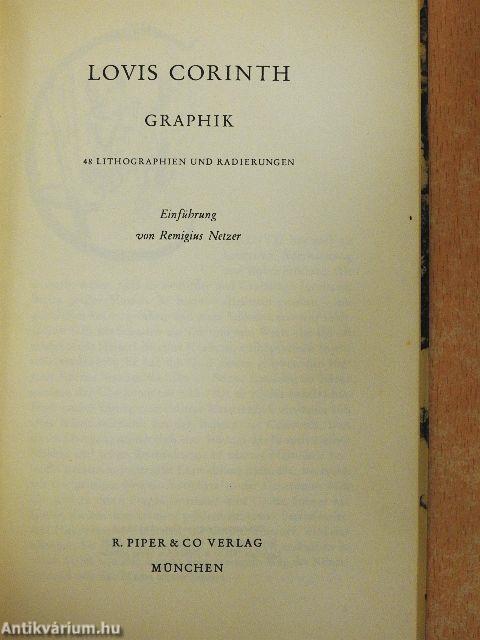 LOVIS CORINTH
GRAPHIK
48 LITHOGRAPHIEN UND RADIERUNGEN
Einführung
von Remigius Netzer
R. PIPER & CO VERLAG
MÜNCHEN
Antikvárium.hu